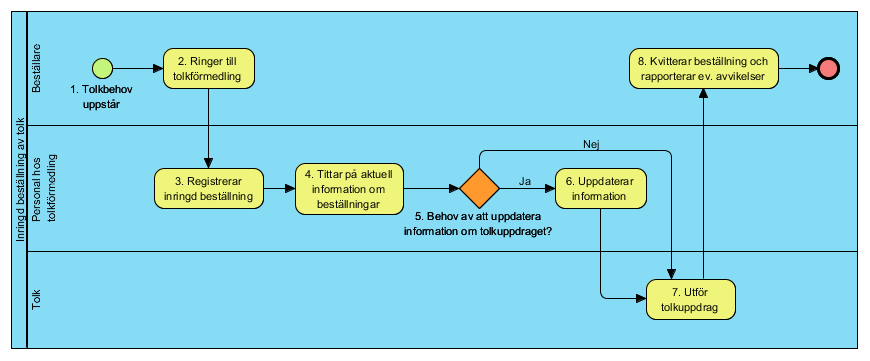 Inringd beställning av tolk
Beställare
1. Tolkbehov
uppstår
2. Ringer till
tolkförmedling
8. Kvitterar beställning och
rapporterar ev. avvikelser
Personal hos
tolkförmedling
3. Registrerar
inringd beställning
4. Tittar på aktuell
information om
beställningar
5. Behov av att uppdatera
information om tolkuppdraget?
Nej
Ja
6. Uppdaterar
information
Tolk
7. Utför
tolkuppdrag